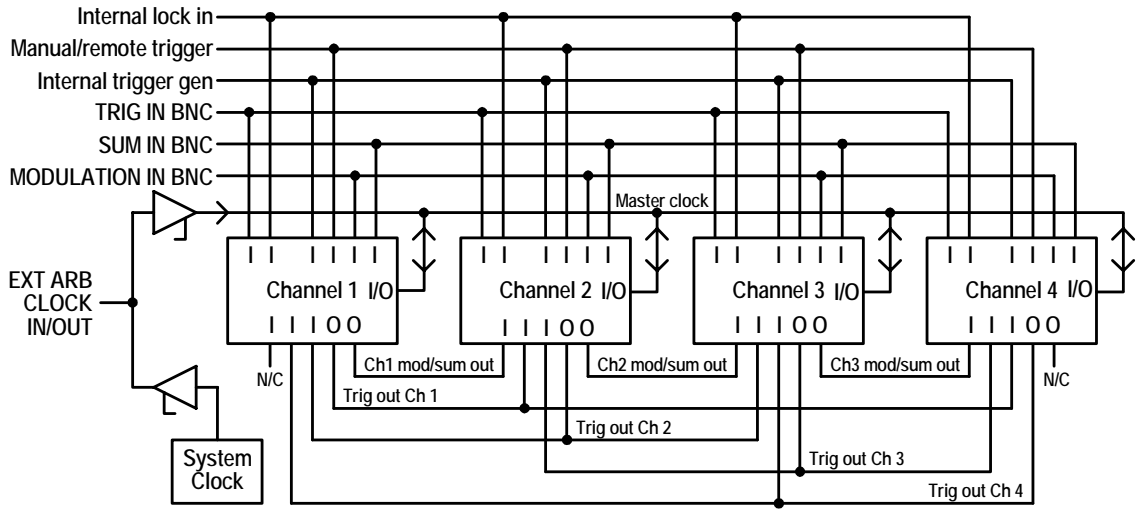 Internal lock in
Manual/remote trigger
Internal trigger gen
TRIG IN BNC
SUM IN BNC
MODULATION IN BNC
Master clock
I I I I I I
I I I I I I
I I I I I I
I I I I I I
EXT ARB
CLOCK
IN/OUT
Channel 1 I/O
Channel 2 I/O
Channel 3 I/O
Channel 4 I/O
I I I O O
I I I O O
I I I O O
I I I O O
N/C
Ch1 mod/sum out
Ch2 mod/sum out
Ch3 mod/sum out
N/C
Trig out Ch 1
Trig out Ch 2
Trig out Ch 3
Trig out Ch 4
System
Clock